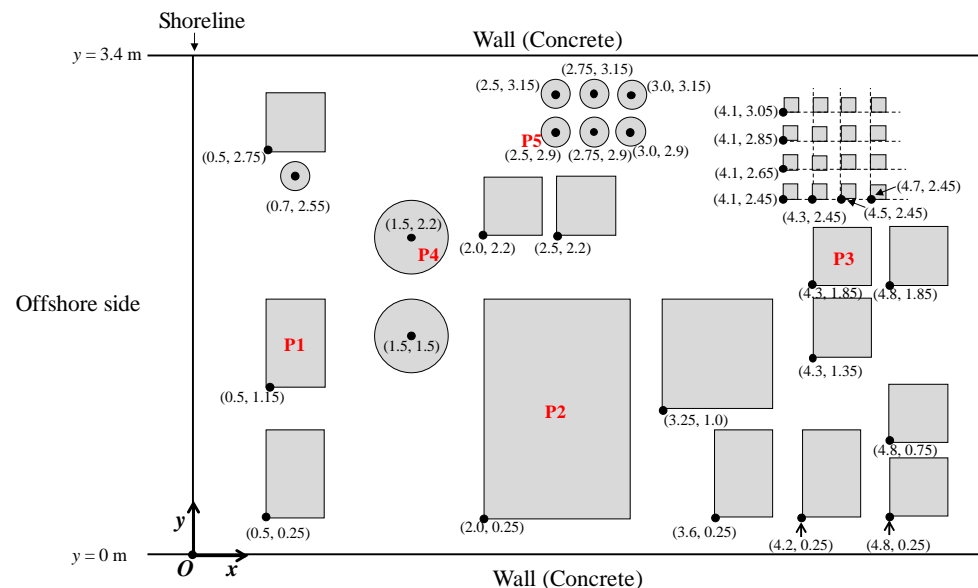 Shoreline
Wall (Concrete)
y = 3.4 m
(2.75, 3.15)
(2.5, 3.15)
(3.0, 3.15)
(4.1, 3.05)
P5
(4.1, 2.85)
(0.5, 2.75)
(2.5, 2.9)
(2.75, 2.9)
(3.0, 2.9)
(4.1, 2.65)
(4.7, 2.45)
(0.7, 2.55)
(4.1, 2.45)
(4.3, 2.45)
(4.5, 2.45)
(1.5, 2.2)
(2.0, 2.2)
(2.5, 2.2)
P4
P3
(4.3, 1.85)
(4.8, 1.85)
Offshore side
P1
(1.5, 1.5)
(4.3, 1.35)
(0.5, 1.15)
P2
(3.25, 1.0)
(4.8, 0.75)
y
(0.5, 0.25)
(2.0, 0.25)
(3.6, 0.25)
(4.2, 0.25)
(4.8, 0.25)
y = 0 m
O
x
Wall (Concrete)